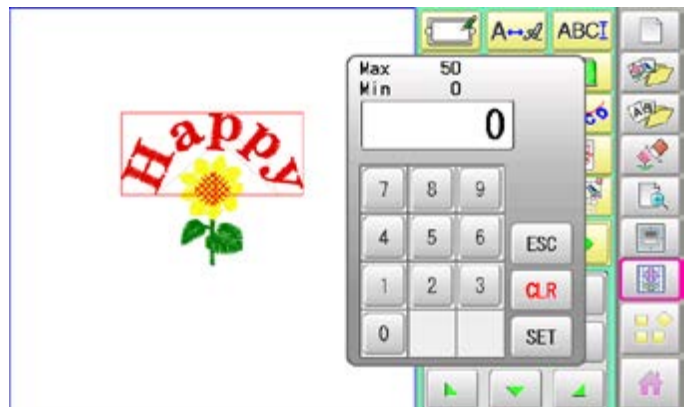 A↔A ABCI
Max 50
Min 0
0
Happy
7 8 9
4 5 6 ESC
1 2 3 CLR
0 SET